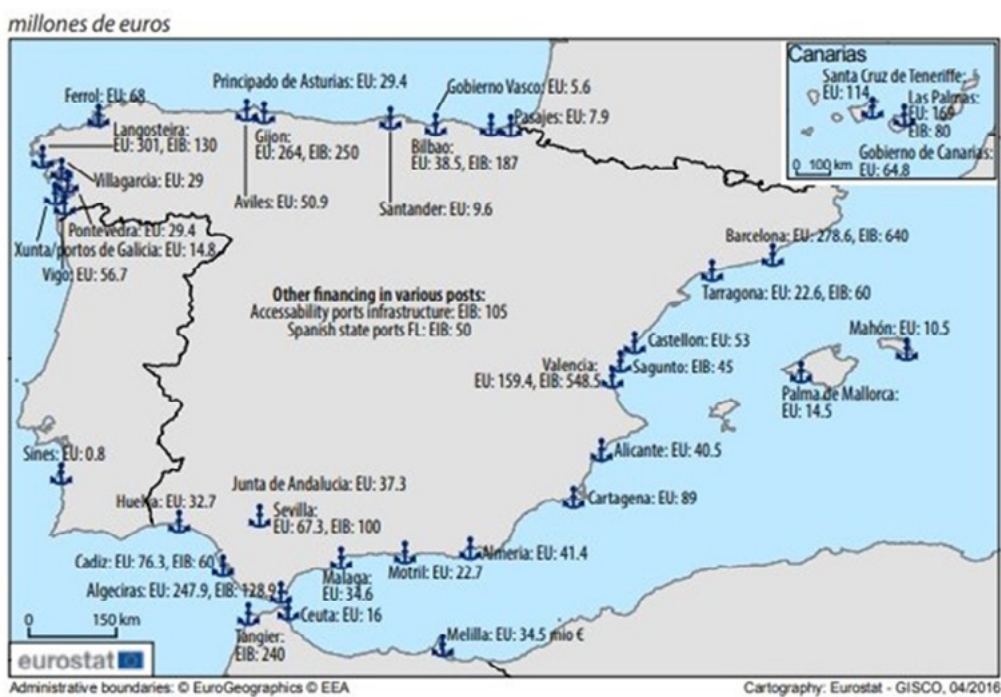 millones de euros
Canarias
Santa Cruz de Teneriffe:
EU: 114
Las Palmas:
EU: 169
EIB: 80
0 100 km
Gobierno de Canarias:
EU: 64.8
Principado de Asturias: EU: 29.4
Gobierno Vasco: EU: 5.6
Ferrol: EU: 68
Pasajes: EU: 7.9
Langosteira:
EU: 301, EIB: 130
Gijon:
EU: 264, EIB: 250
Bilbao:
EU: 38.5, EIB: 187
Villagarcia: EU: 29
Aviles: EU: 50.9
Santander: EU: 9.6
Pontevedra: EU: 29.4
Xunta/portos de Galicia: EU: 14.8
Vigo: EU: 56.7
Barcelona: EU: 278.6, EIB: 640
Tarragona: EU: 22.6, EIB: 60
Other financing in various posts:
Accessability ports infrastructure: EIB: 105
Spanish state ports FL: EIB: 50
Mahón: EU: 10.5
Castellon: EU: 53
Valencia:
EU: 159.4, EIB: 548.5
Sagunto: EIB: 45
Palma de Mallorca:
EU: 14.5
Sines: EU: 0.8
Alicante: EU: 40.5
Junta de Andalucia: EU: 37.3
Huelva: EU: 32.7
Cartagena: EU: 89
Sevilla:
EU: 67.3, EIB: 100
Cadiz: EU: 76.3, EIB: 60
Almeria: EU: 41.4
Motril: EU: 22.7
Malaga:
EU: 34.6
Algeciras: EU: 247.9, EIB: 128.9
Ceuta: EU: 16
0 150 km
Tangier:
EIB: 240
Melilla: EU: 34.5 mio €
eurostat
Administrative boundaries: © EuroGeographics © EEA
Cartography: Eurostat - GISCO, 04/2016